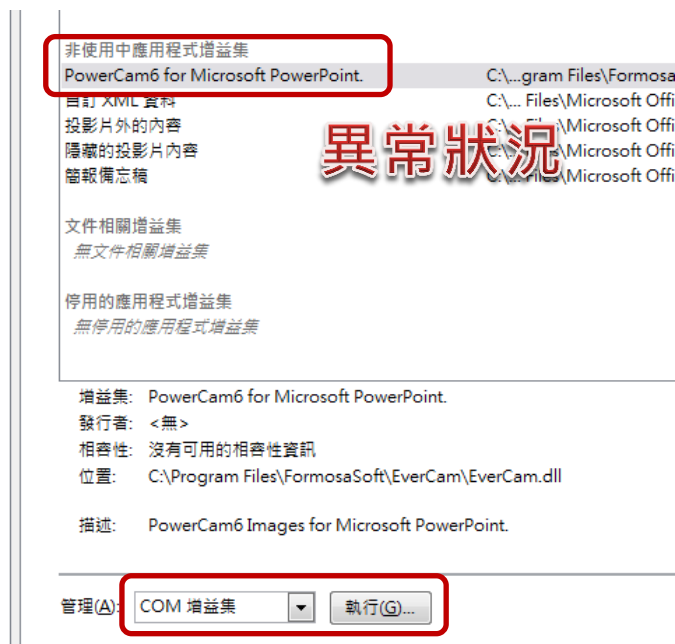 非使用中應用程式增益集
PowerCam6 for Microsoft PowerPoint. C:\...gram Files\Formosa
自訂 XML 資料 C:\... Files\Microsoft Offi
投影片外的內容 C:\... Files\Microsoft Offi
隱藏的投影片內容 C:\... Files\Microsoft Offi
簡報備忘稿 C:\... Files\Microsoft Offi
異常狀況
文件相關增益集
無文件相關增益集
停用的應用程式增益集
無停用的應用程式增益集
增益集: PowerCam6 for Microsoft PowerPoint.
發行者: <無>
相容性: 沒有可用的相容性資訊
位置: C:\Program Files\FormosaSoft\EverCam\EverCam.dll
描述: PowerCam6 Images for Microsoft PowerPoint.
管理(A): COM 增益集 執行(G)...